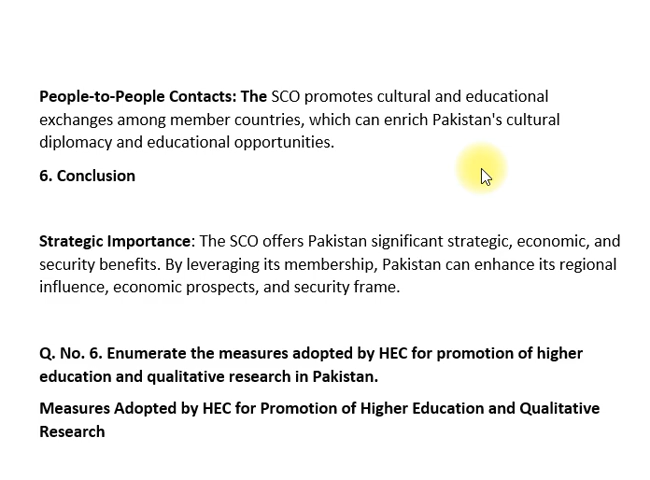 People-to-People Contacts: The SCO promotes cultural and educational
exchanges among member countries, which can enrich Pakistan's cultural
diplomacy and educational opportunities.
6. Conclusion
Strategic Importance: The SCO offers Pakistan significant strategic, economic, and
security benefits. By leveraging its membership, Pakistan can enhance its regional
influence, economic prospects, and security frame.
Q. No. 6. Enumerate the measures adopted by HEC for promotion of higher
education and qualitative research in Pakistan.
Measures Adopted by HEC for Promotion of Higher Education and Qualitative
Research